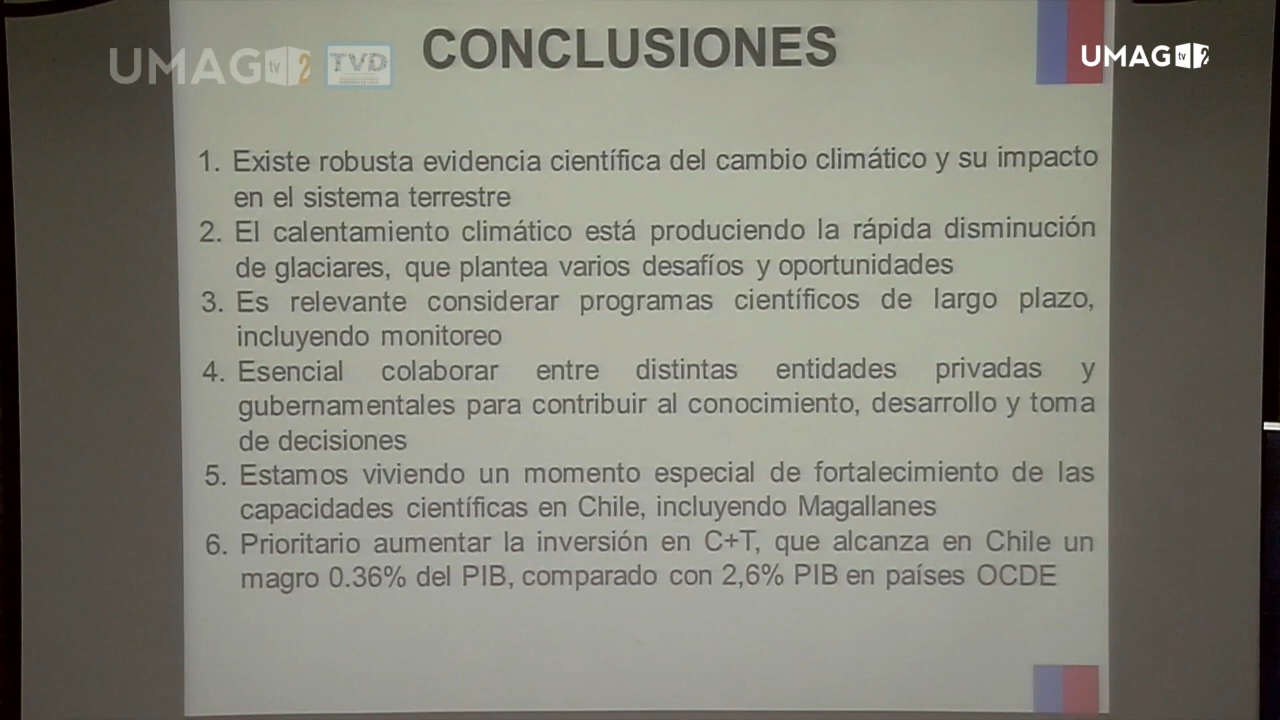 CONCLUSIONES
UMAG tv 2
TVD
UMAG tv 2
1. Existe robusta evidencia científica del cambio climático y su impacto
en el sistema terrestre
2. El calentamiento climático está produciendo la rápida disminución
de glaciares, que plantea varios desafíos y oportunidades
3. Es relevante considerar programas científicos de largo plazo,
incluyendo monitoreo
4. Esencial colaborar entre distintas entidades privadas y
gubernamentales para contribuir al conocimiento, desarrollo y toma
de decisiones
5. Estamos viviendo un momento especial de fortalecimiento de las
capacidades científicas en Chile, incluyendo Magallanes
6. Prioritario aumentar la inversión en C+T, que alcanza en Chile un
magro 0.36% del PIB, comparado con 2,6% PIB en países OCDE